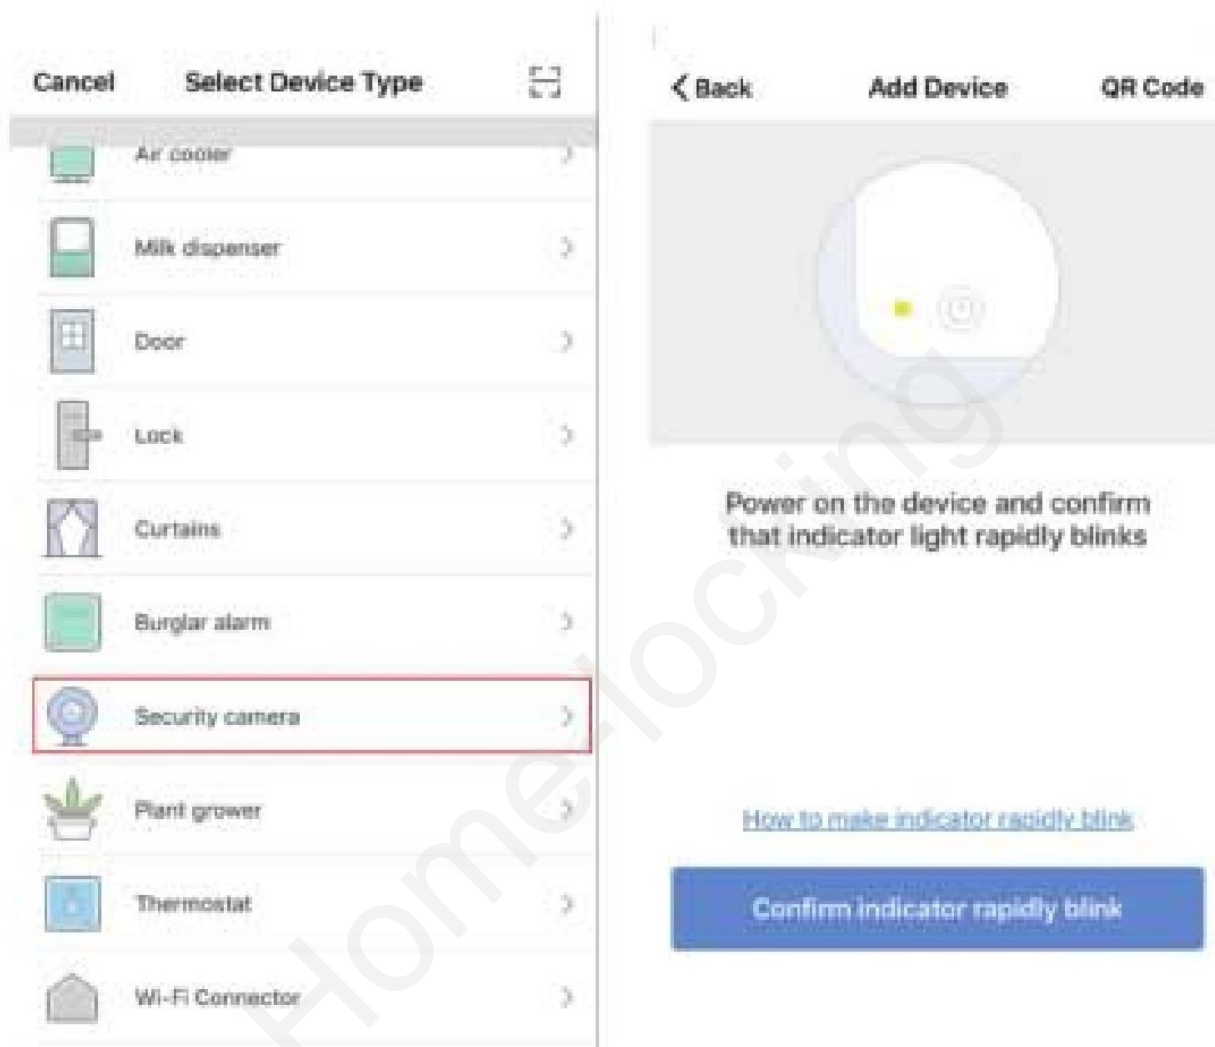 Cancel
Select Device Type
Air cooler
Milk dispenser
Door
Lock
Curtains
Burglar alarm
Security camera
Plant grower
Thermostat
Wi-Fi Connector
Back
Add Device
QR Code
Power on the device and confirm
that indicator light rapidly blinks
How to make indicator rapidly blink
Confirm indicator rapidly blink
Home-locking